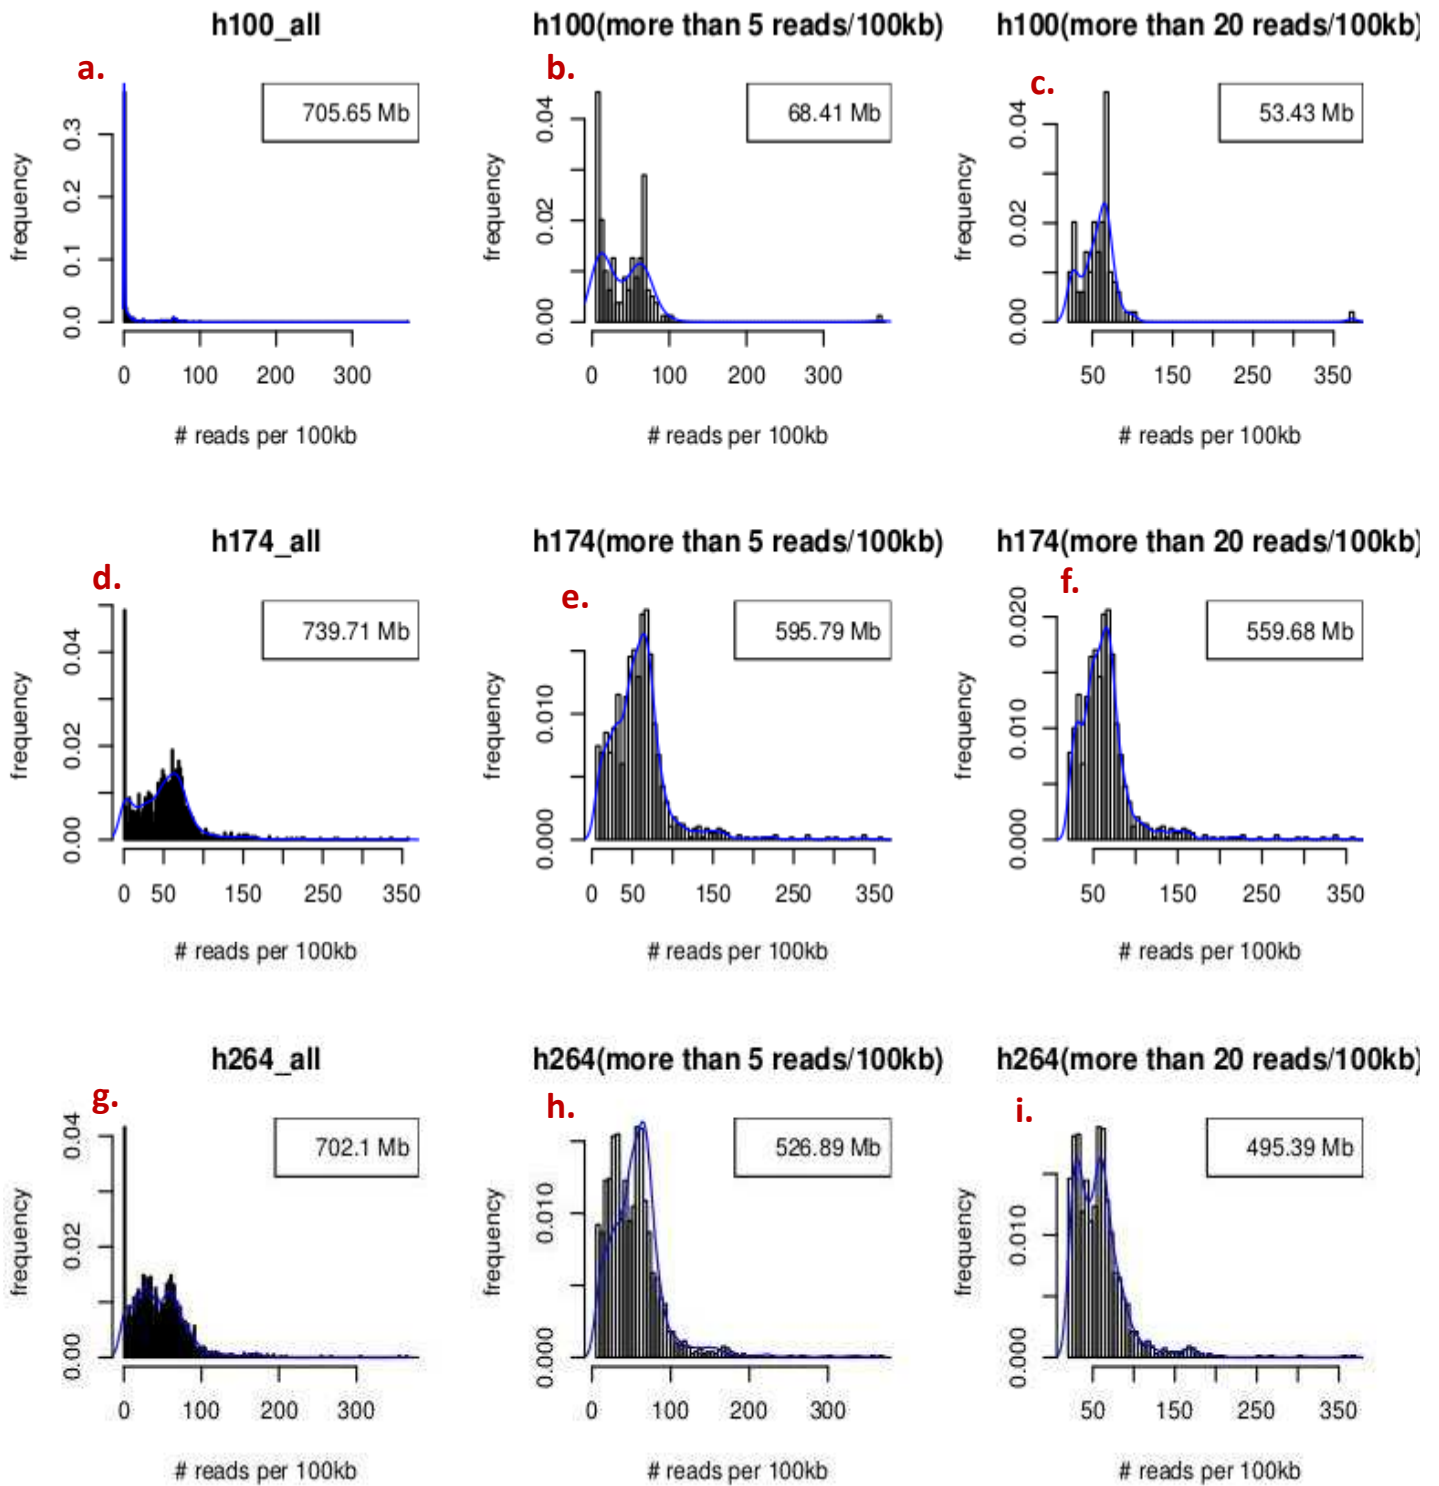 h100_all
h100(more than 5 reads/100kb)
h100(more than 20 reads/100kb)
a.
b.
c.
705.65 Mb
68.41 Mb
53.43 Mb
frequency
0.0 0.1 0.2 0.3
0 100 200 300
# reads per 100kb
frequency
0.00 0.02 0.04
0 100 200 300
# reads per 100kb
frequency
0.00 0.02 0.04
50 150 250 350
# reads per 100kb
h174_all
h174(more than 5 reads/100kb)
h174(more than 20 reads/100kb)
d.
e.
f.
739.71 Mb
595.79 Mb
559.68 Mb
frequency
0.00 0.02 0.04
0 50 150 250 350
# reads per 100kb
frequency
0.000 0.010
0 50 150 250 350
# reads per 100kb
frequency
0.000 0.010 0.020
50 150 250 350
# reads per 100kb
h264_all
h264(more than 5 reads/100kb)
h264(more than 20 reads/100kb)
g.
h.
i.
702.1 Mb
526.89 Mb
495.39 Mb
frequency
0.00 0.02 0.04
0 100 200 300
# reads per 100kb
frequency
0.000 0.010
0 100 200 300
# reads per 100kb
frequency
0.000 0.010
50 150 250 350
# reads per 100kb